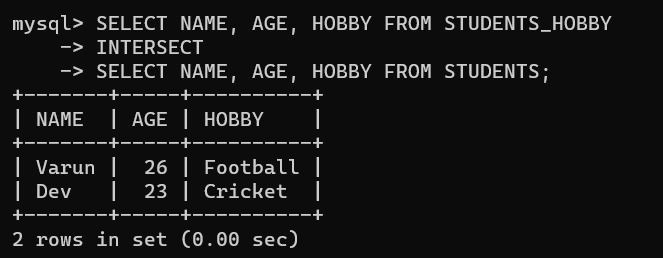 mysql> SELECT NAME, AGE, HOBBY FROM STUDENTS_HOBBY
    -> INTERSECT
    -> SELECT NAME, AGE, HOBBY FROM STUDENTS;
+-------+-----+----------+
| NAME  | AGE | HOBBY    |
+-------+-----+----------+
| Varun |  26 | Football |
| Dev   |  23 | Cricket  |
+-------+-----+----------+
2 rows in set (0.00 sec)